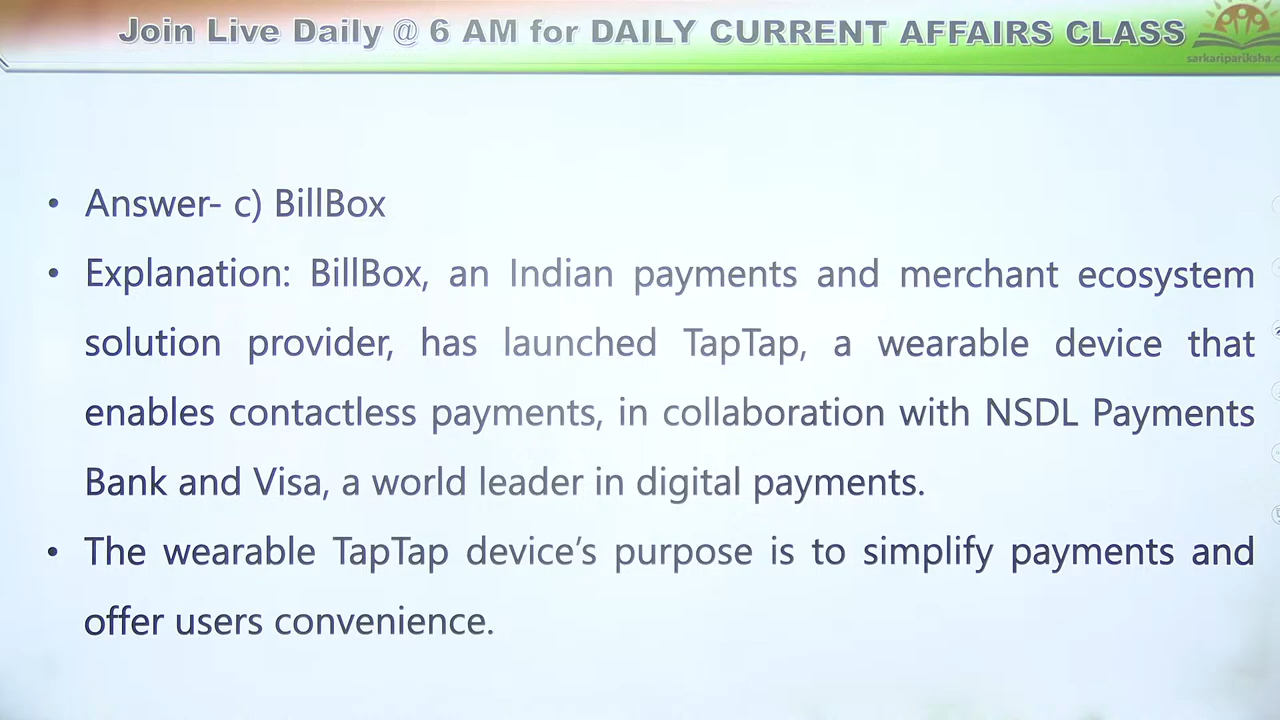 Join Live Daily @ 6 AM for DAILY CURRENT AFFAIRS CLASS
sarkaripariksha.c
• Answer- c) BillBox
• Explanation: BillBox, an Indian payments and merchant ecosystem
solution provider, has launched TapTap, a wearable device that
enables contactless payments, in collaboration with NSDL Payments
Bank and Visa, a world leader in digital payments.
• The wearable TapTap device’s purpose is to simplify payments and
offer users convenience.